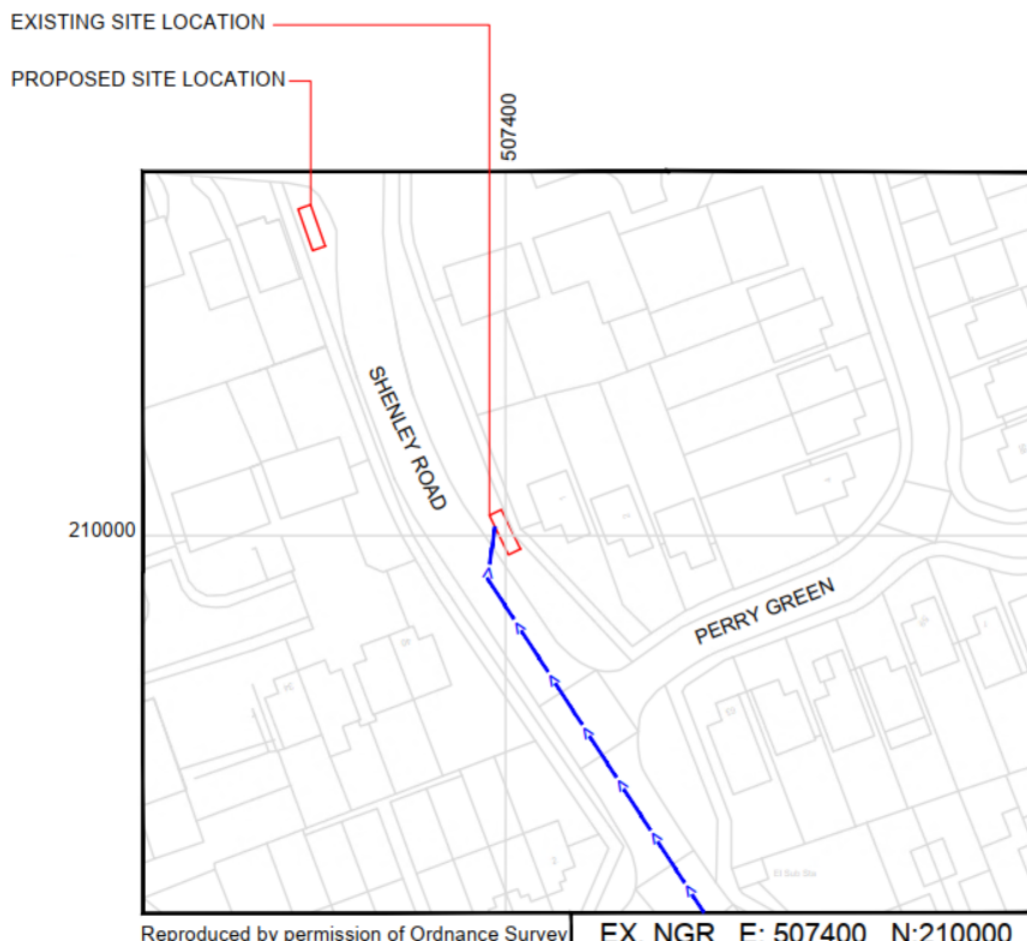 EXISTING SITE LOCATION
PROPOSED SITE LOCATION
507400
SHENLEY ROAD
210000
PERRY GREEN
El Sub Sta
Reproduced by permission of Ordnance Survey
EX. NGR E: 507400 N:210000